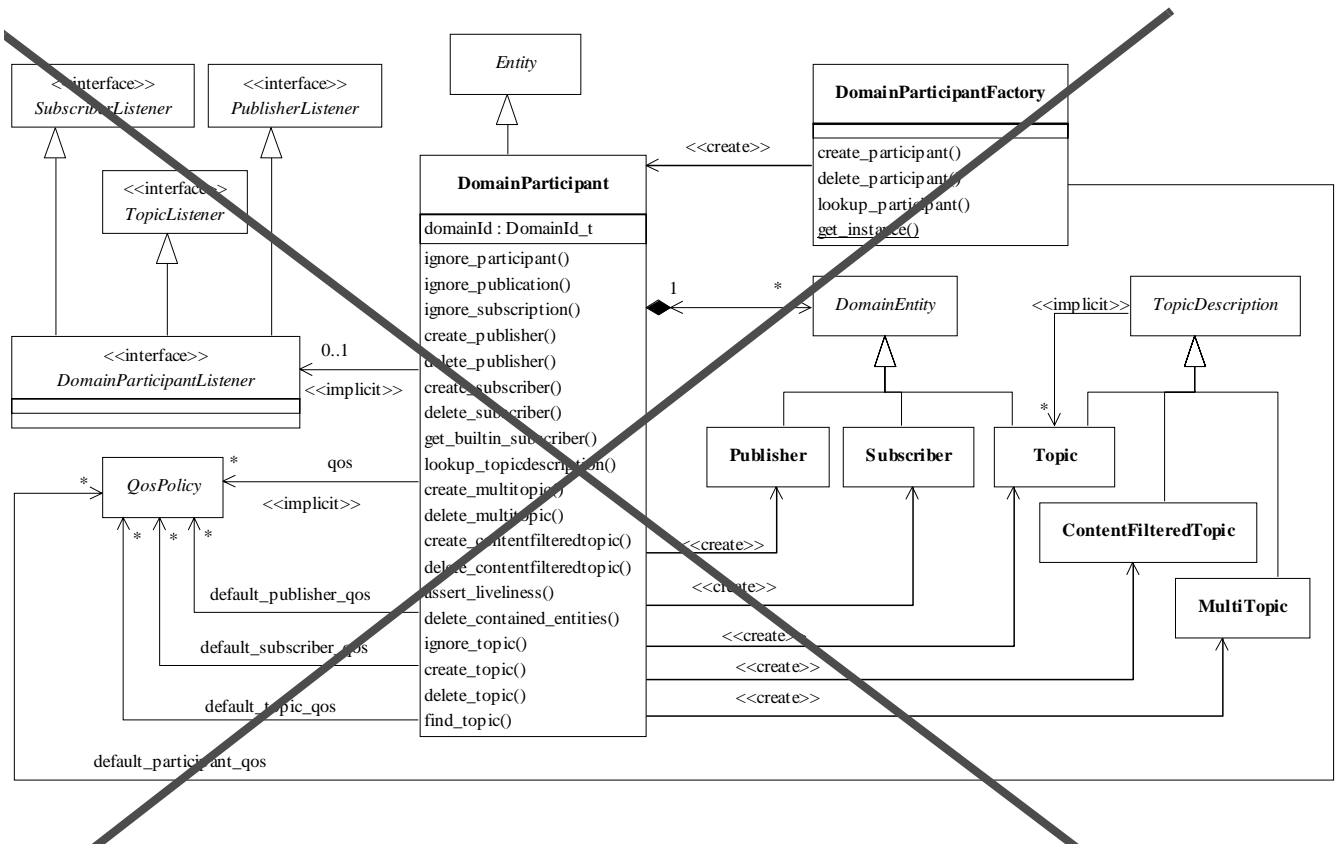 Entity
<<interface>>
SubscriberListener
<<interface>>
PublisherListener
DomainParticipantFactory
create_participant()
delete_participant()
lookup_participant()
get_instance()
<<create>>
<<interface>>
TopicListener
DomainParticipant
domainId : DomainId_t
ignore_participant()
ignore_publication()
ignore_subscription()
create_publisher()
delete_publisher()
create_subscriber()
delete_subscriber()
get_builtin_subscriber()
lookup_topicdescription()
create_multitopic()
delete_multitopic()
create_contentfilteredtopic()
delete_contentfilteredtopic()
assert_liveliness()
delete_contained_entities()
ignore_topic()
create_topic()
delete_topic()
find_topic()
1
*
DomainEntity
<<implicit>>
TopicDescription
<<interface>>
DomainParticipantListener
0..1
<<implicit>>
*
Publisher
Subscriber
Topic
*
qos
*
QosPolicy
<<implicit>>
*
*
*
ContentFilteredTopic
<<create>>
MultiTopic
<<create>>
default_publisher_qos
<<create>>
default_subscriber_qos
<<create>>
<<create>>
default_topic_qos
default_participant_qos